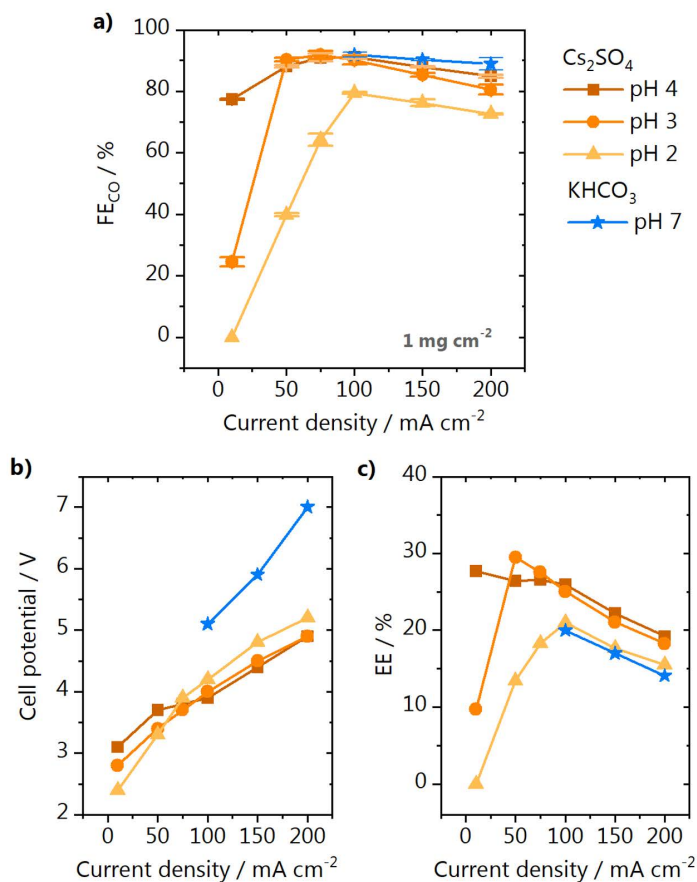 a)
100
80
60
40
20
0
FE_CO / %
0 50 100 150 200
Current density / mA cm⁻²
1 mg cm⁻²
Cs₂SO₄
pH 4
pH 3
pH 2
KHCO₃
pH 7
b)
7
6
5
4
3
2
Cell potential / V
0 50 100 150 200
Current density / mA cm⁻²
c)
40
30
20
10
0
EE / %
0 50 100 150 200
Current density / mA cm⁻²